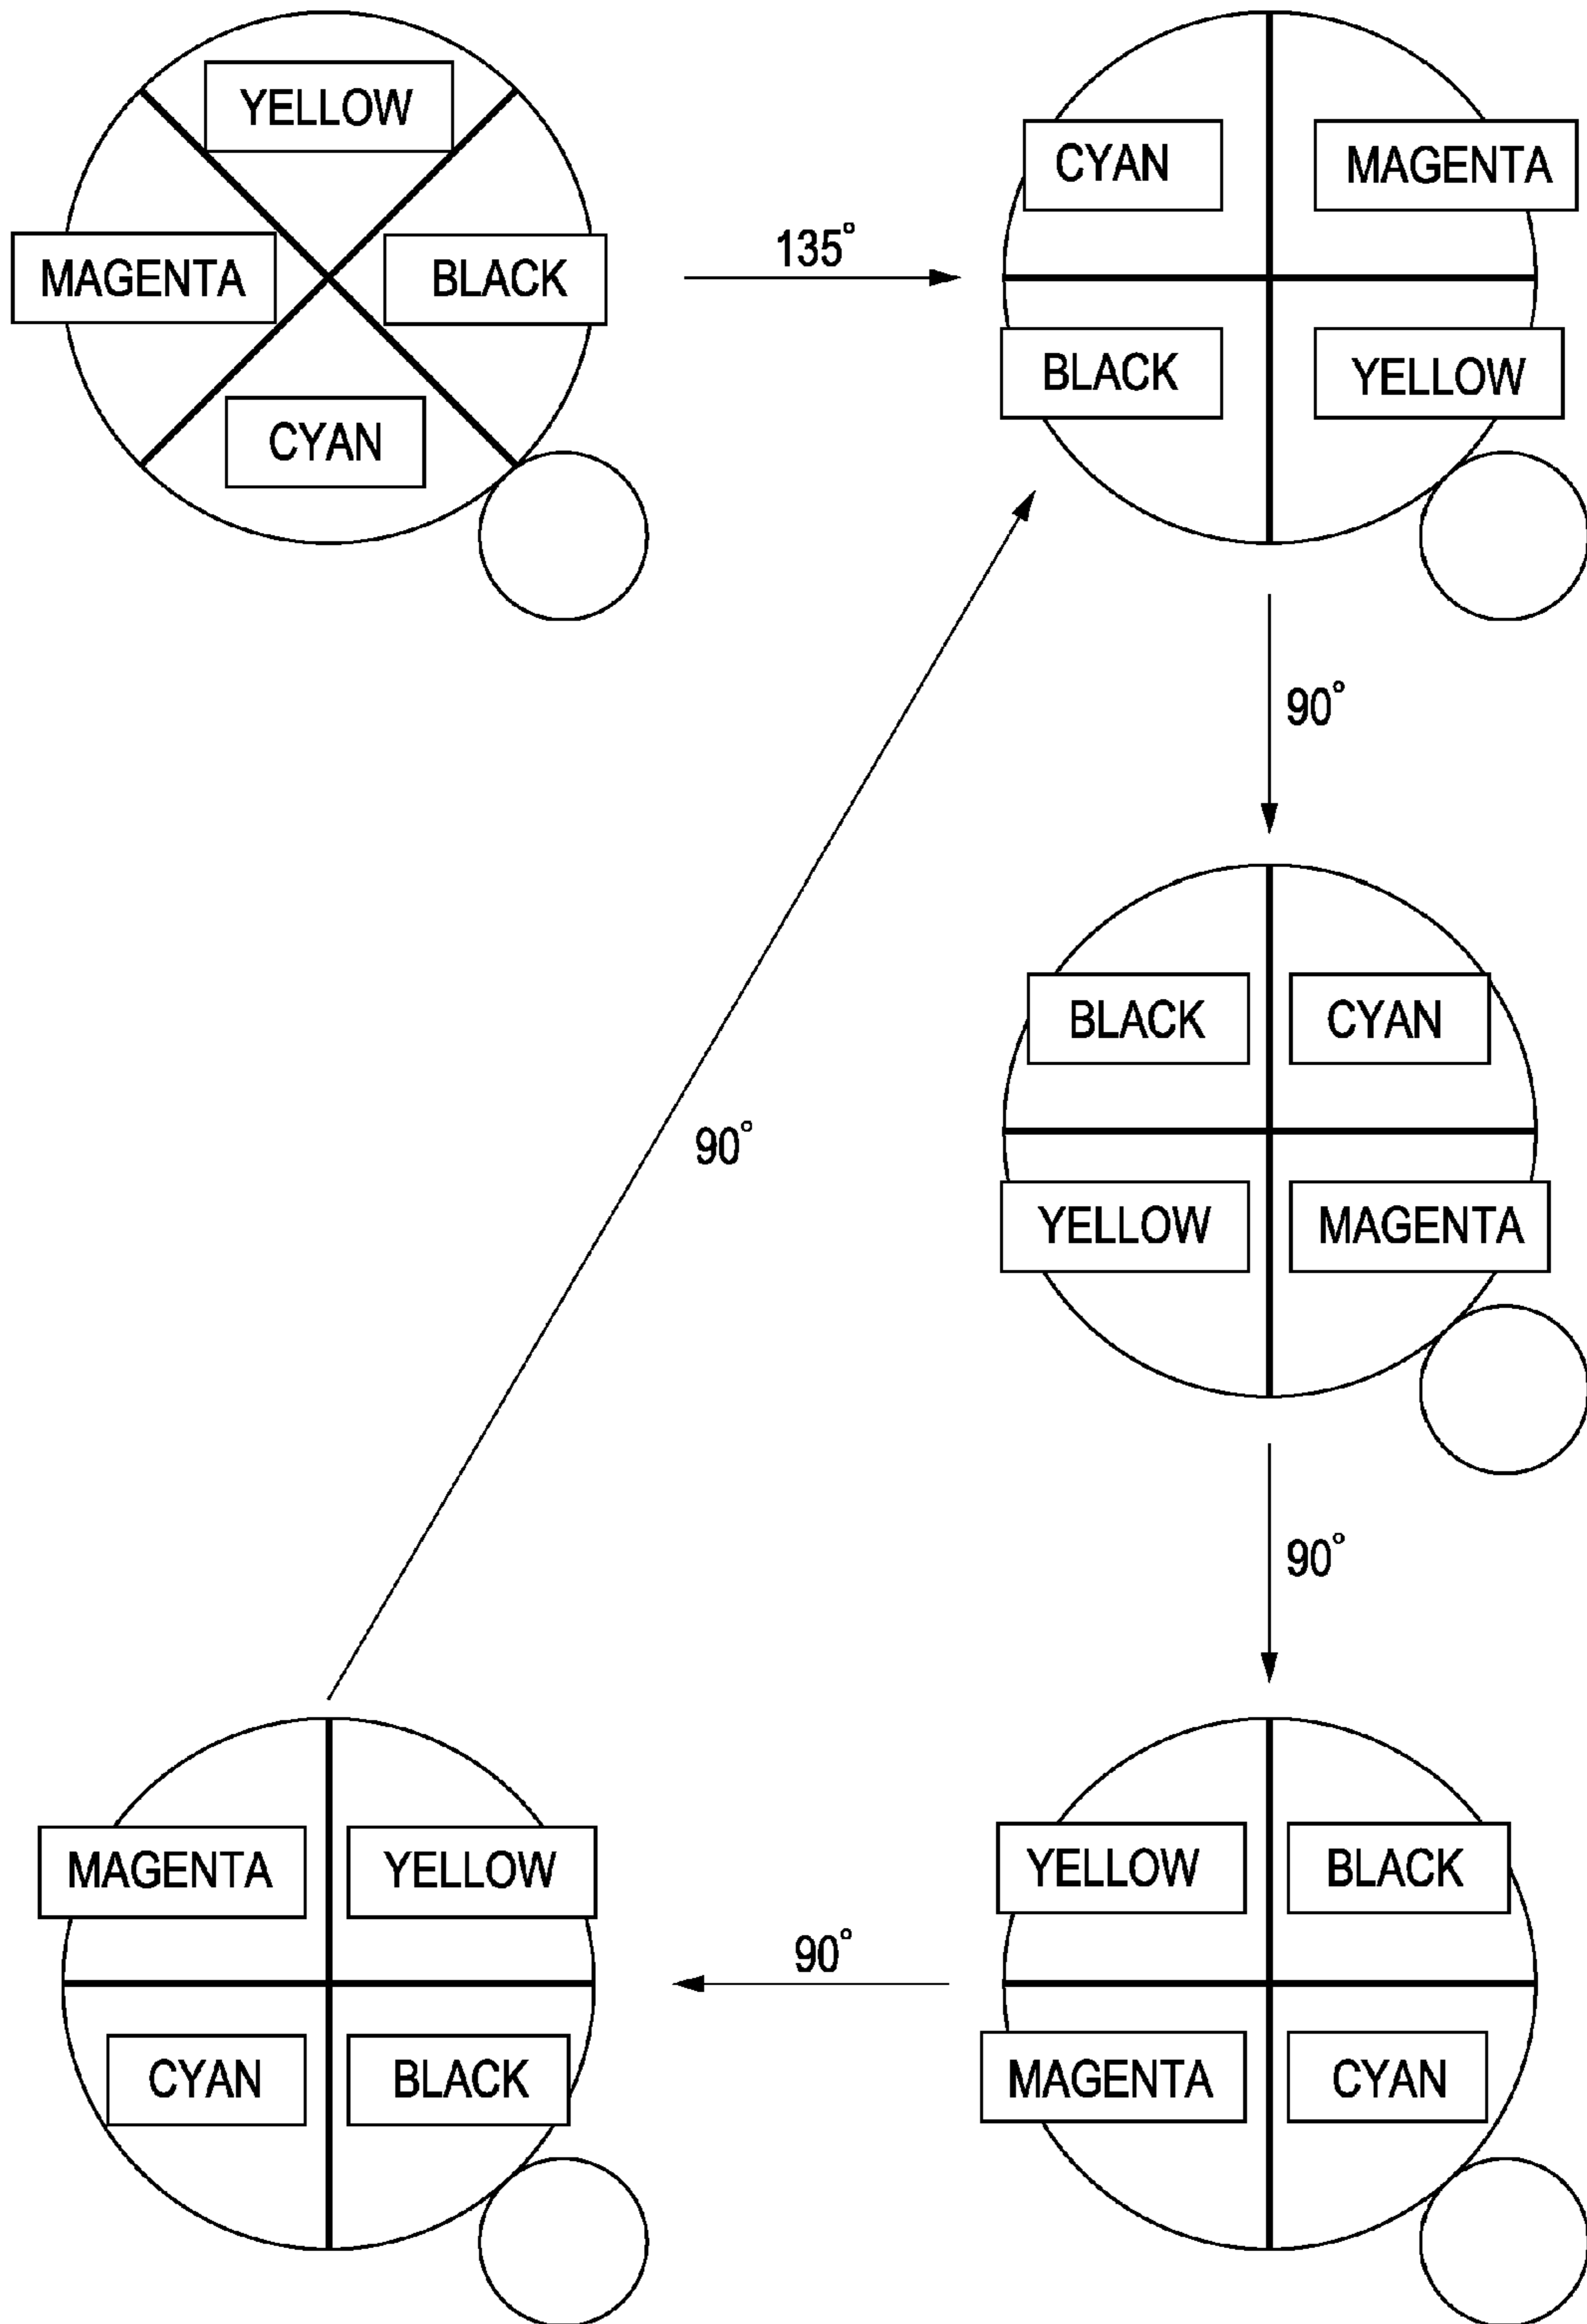 YELLOW
MAGENTA BLACK
CYAN
135°
CYAN MAGENTA
BLACK YELLOW
90°
BLACK CYAN
YELLOW MAGENTA
90°
90°
YELLOW BLACK
MAGENTA CYAN
90°
MAGENTA YELLOW
CYAN BLACK